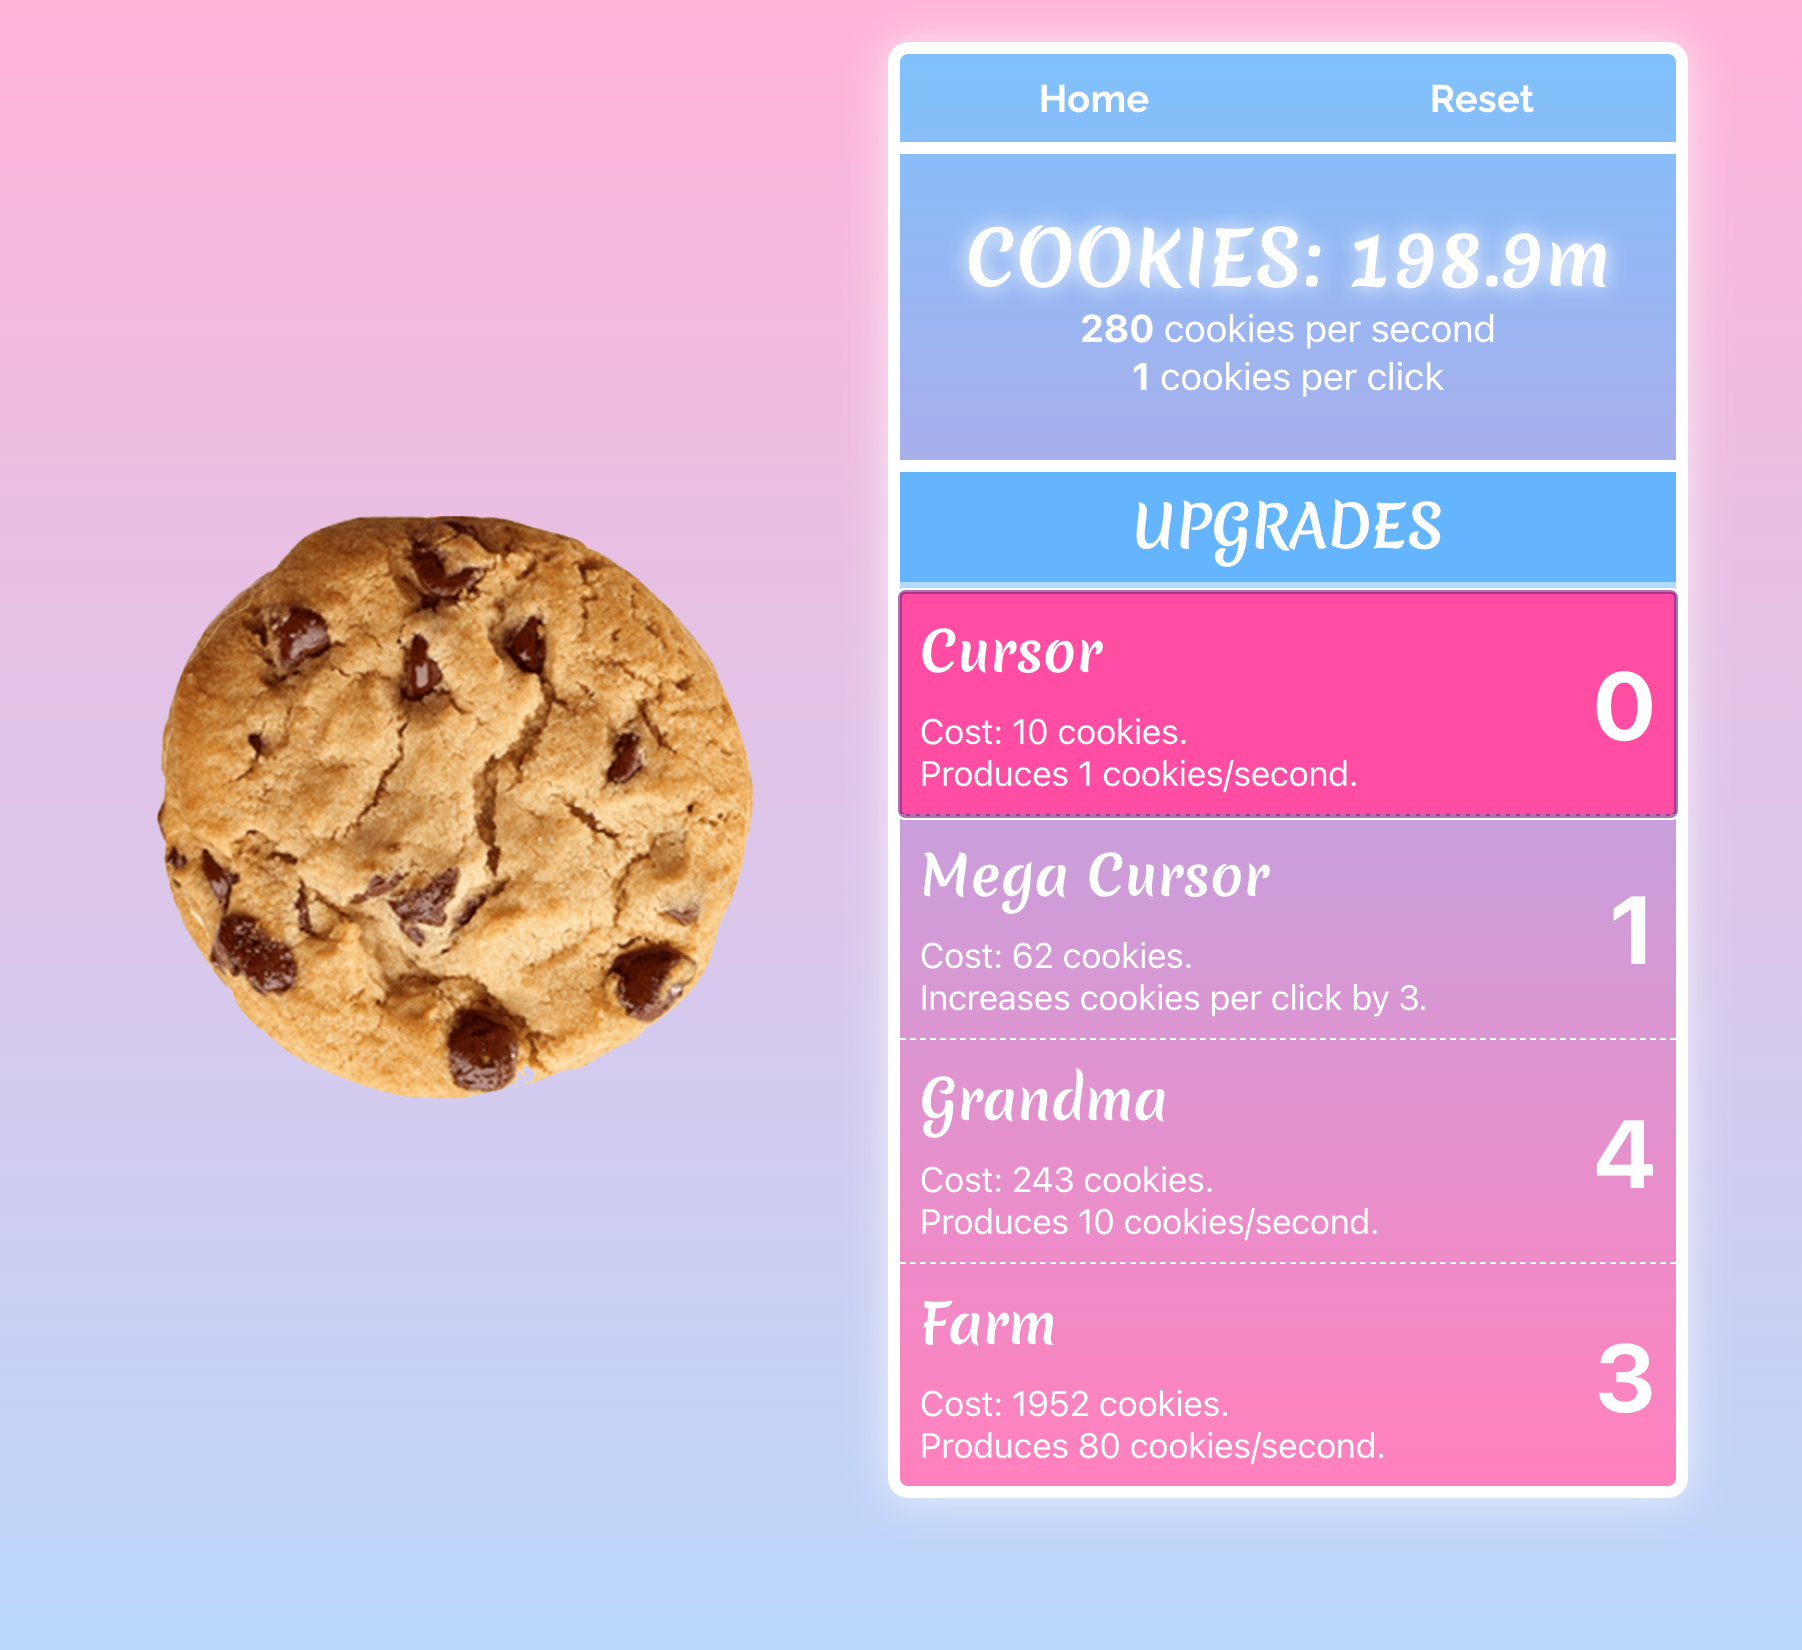 Home Reset
COOKIES: 198.9m
280 cookies per second
1 cookies per click
UPGRADES
Cursor
0
Cost: 10 cookies.
Produces 1 cookies/second.
Mega Cursor
1
Cost: 62 cookies.
Increases cookies per click by 3.
Grandma
4
Cost: 243 cookies.
Produces 10 cookies/second.
Farm
3
Cost: 1952 cookies.
Produces 80 cookies/second.